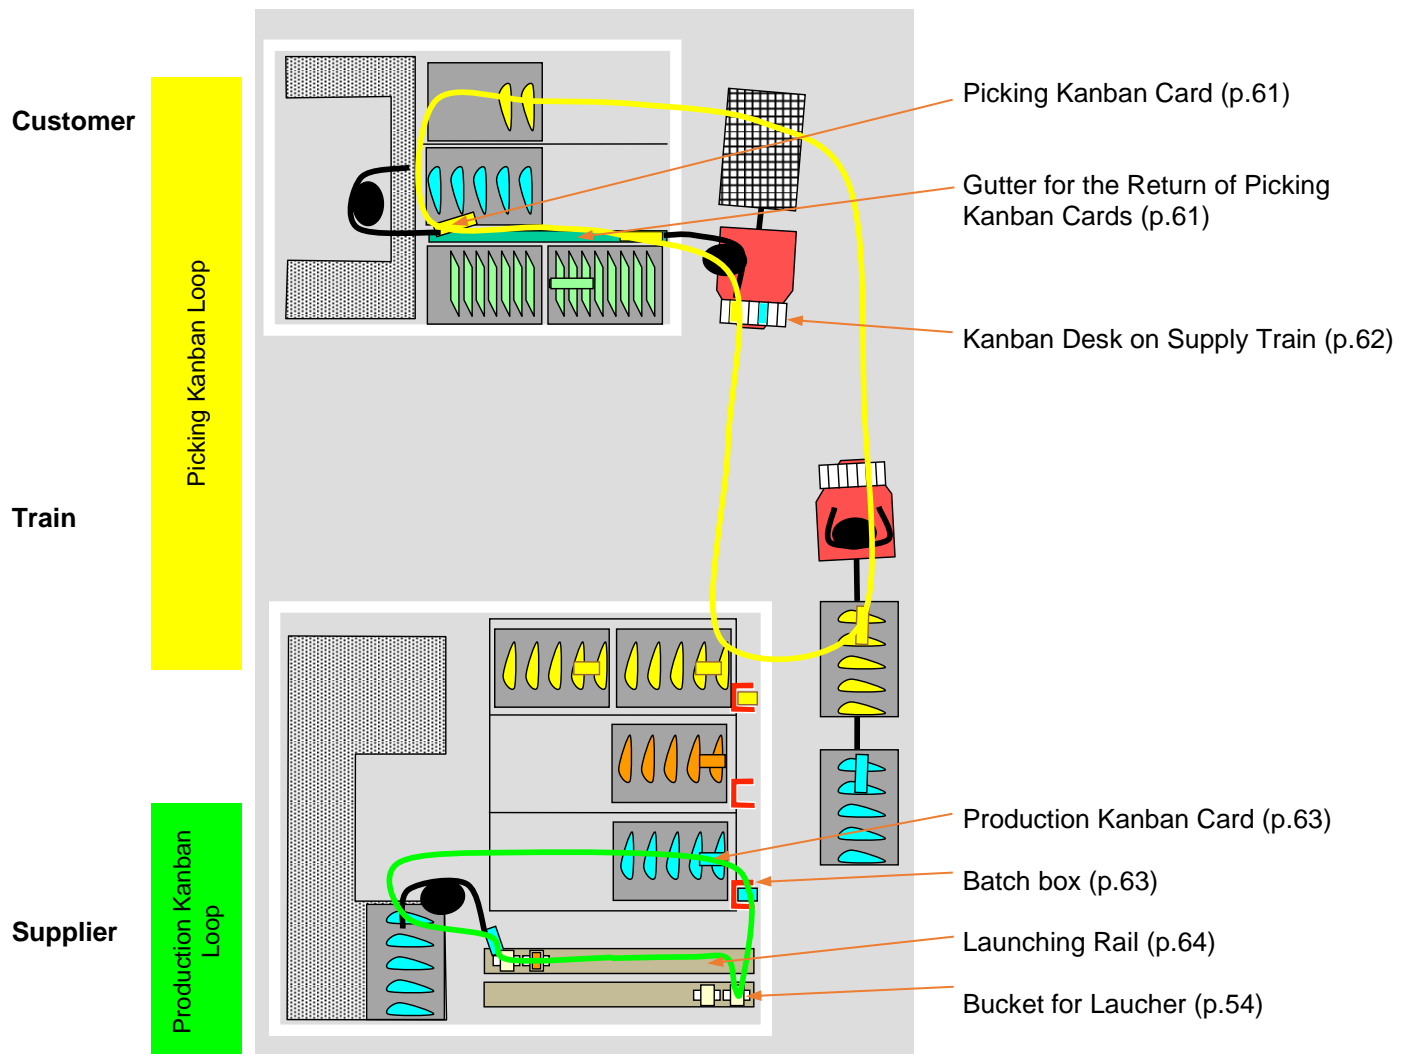 Customer
Train
Supplier
Picking Kanban Loop
Production Kanban
Loop
Picking Kanban Card (p.61)
Gutter for the Return of Picking
Kanban Cards (p.61)
Kanban Desk on Supply Train (p.62)
Production Kanban Card (p.63)
Batch box (p.63)
Launching Rail (p.64)
Bucket for Laucher (p.54)